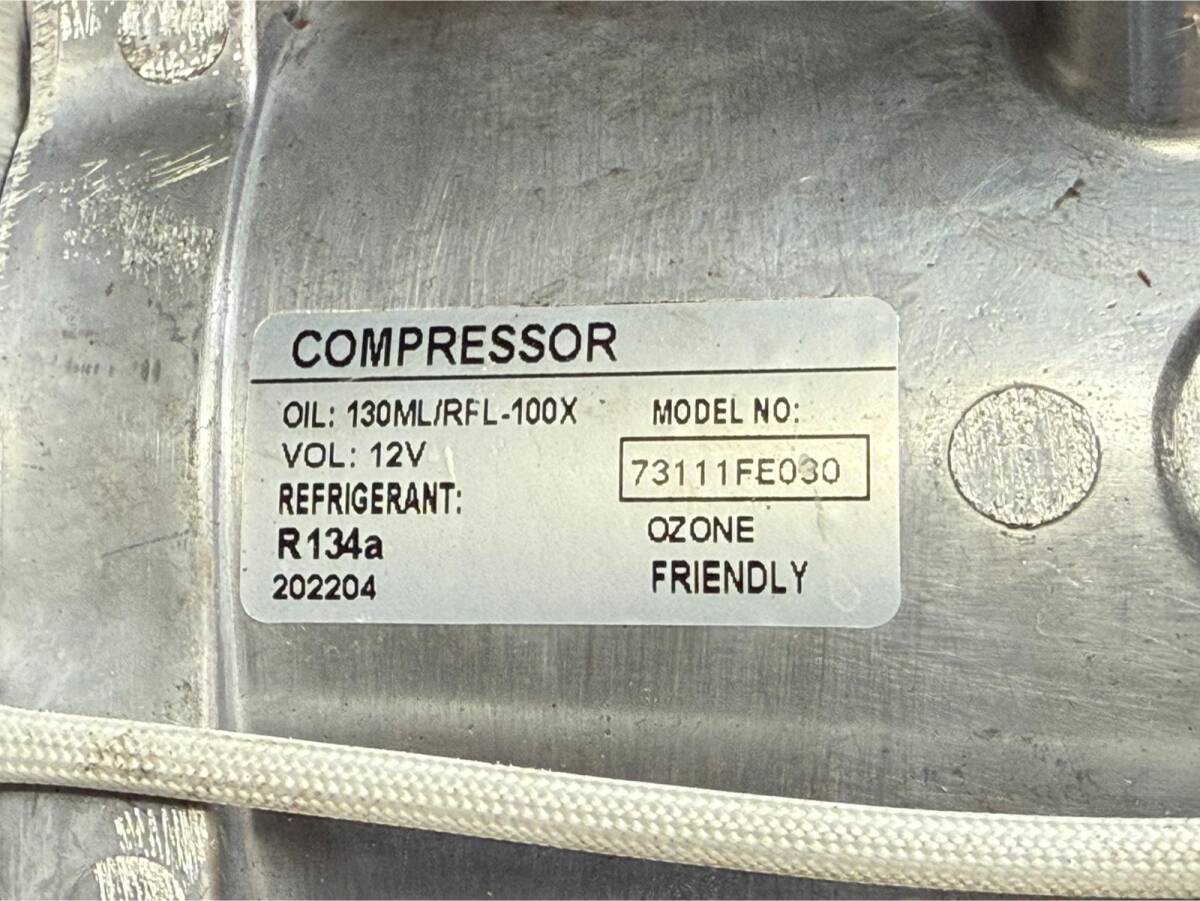 COMPRESSOR
OIL: 130ML/RFL-100X
VOL: 12V
REFRIGERANT:
R134a
202204
MODEL NO:
73111FE030
OZONE
FRIENDLY